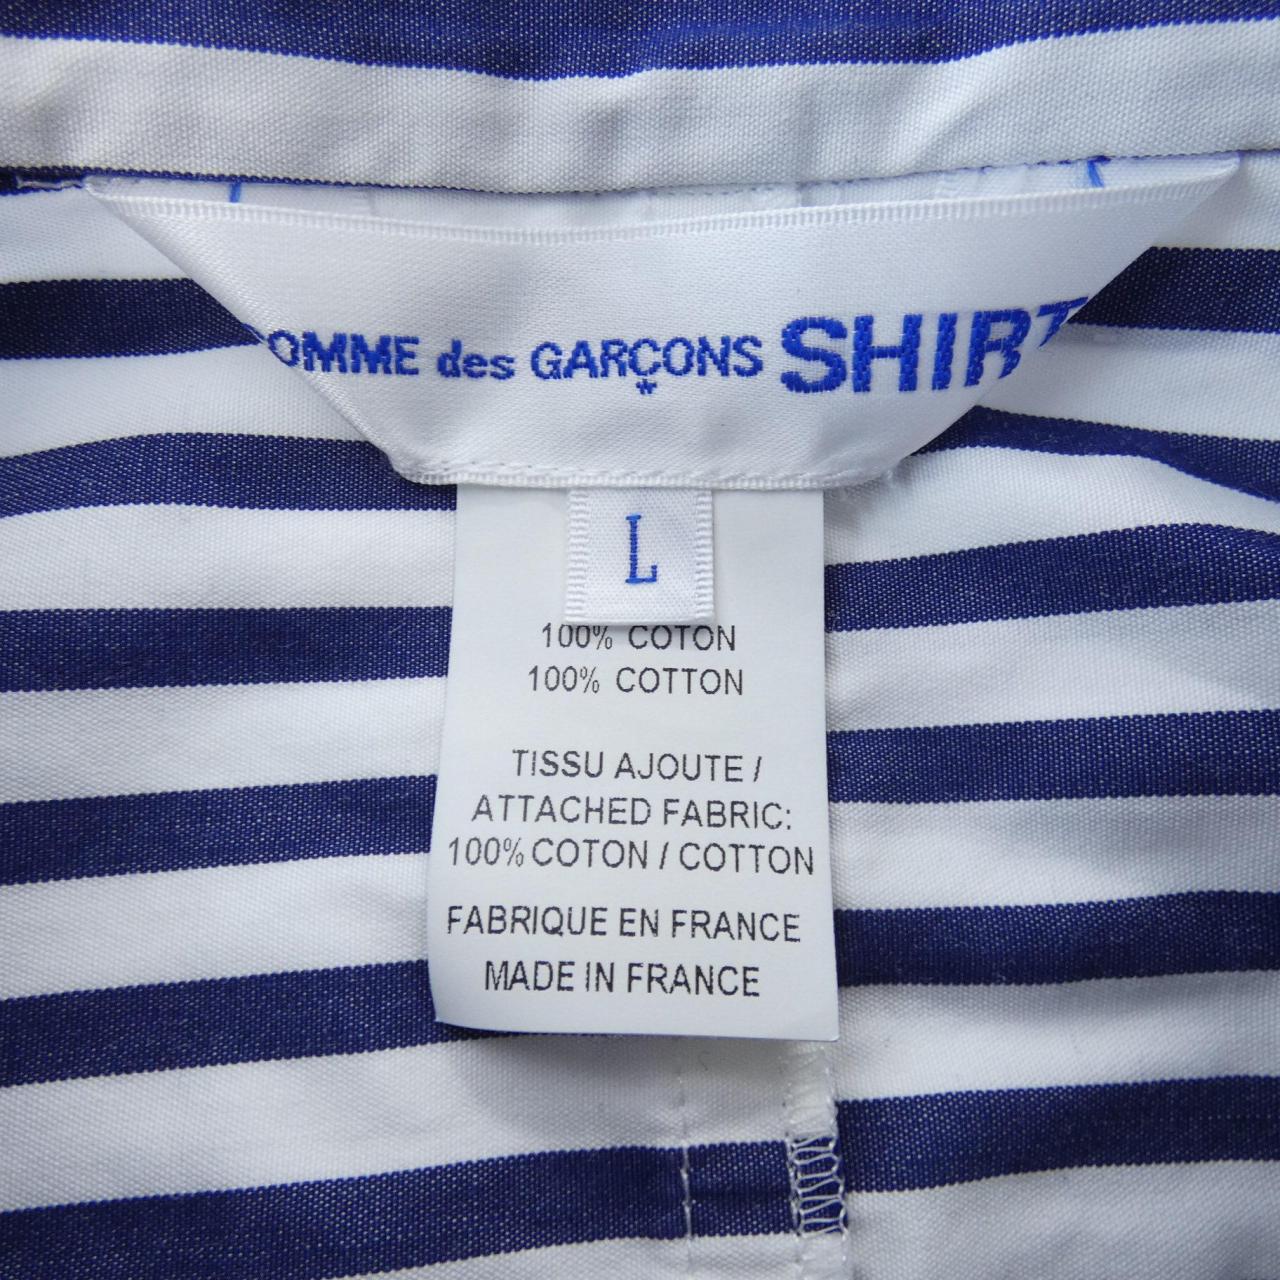 COMME des GARÇONS SHIRT
L
100% COTON
100% COTTON
TISSU AJOUTE /
ATTACHED FABRIC:
100% COTON / COTTON
FABRIQUE EN FRANCE
MADE IN FRANCE